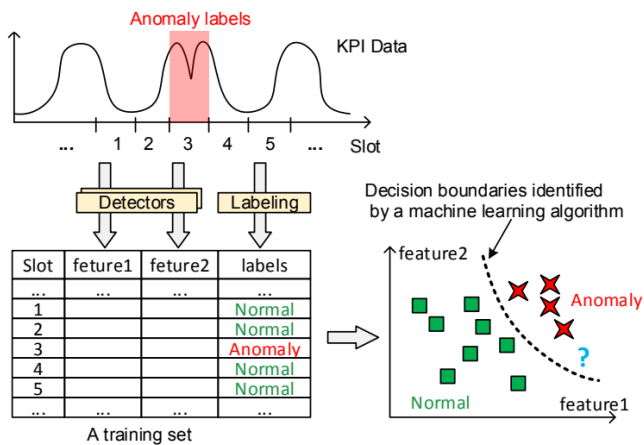 Anomaly labels
KPI Data
... 1 2 3 4 5 ... Slot
Detectors
Labeling
Slot feture1 feture2 labels
... ... ... ...
1 Normal
2 Normal
3 Anomaly
4 Normal
5 Normal
... ... ... ...
A training set
Decision boundaries identified
by a machine learning algorithm
feature2
Anomaly
?
Normal
feature1